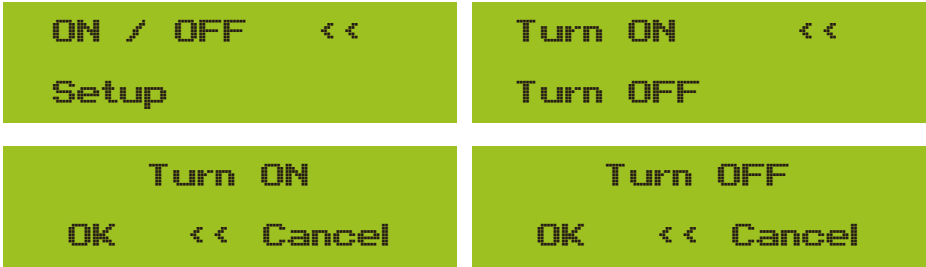 ON / OFF <<
Setup
Turn ON <<
Turn OFF
Turn ON
OK << Cancel
Turn OFF
OK << Cancel